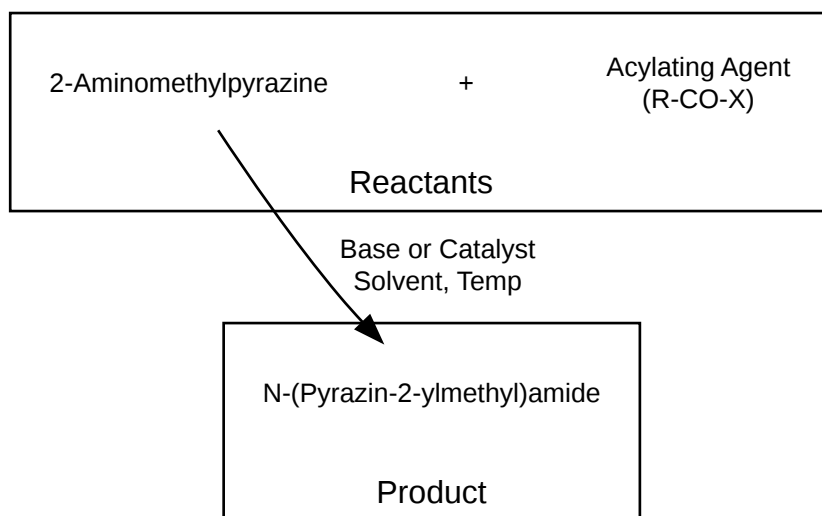 2-Aminomethylpyrazine + Acylating Agent
(R-CO-X)
Reactants
Base or Catalyst
Solvent, Temp
N-(Pyrazin-2-ylmethyl)amide
Product